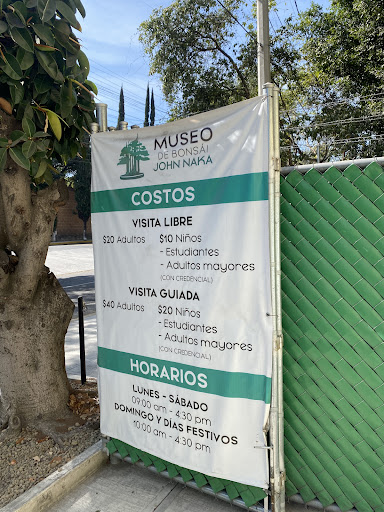 MUSEO
DE BONSÁI
JOHN NAKA
COSTOS
VISITA LIBRE
$20 Adultos $10 Niños
- Estudiantes
- Adultos mayores
(CON CREDENCIAL)
VISITA GUIADA
$40 Adultos $20 Niños
- Estudiantes
- Adultos mayores
(CON CREDENCIAL)
HORARIOS
LUNES - SÁBADO
09:00 am - 4:30 pm
DOMINGO Y DÍAS FESTIVOS
10:00 am - 4:30 pm